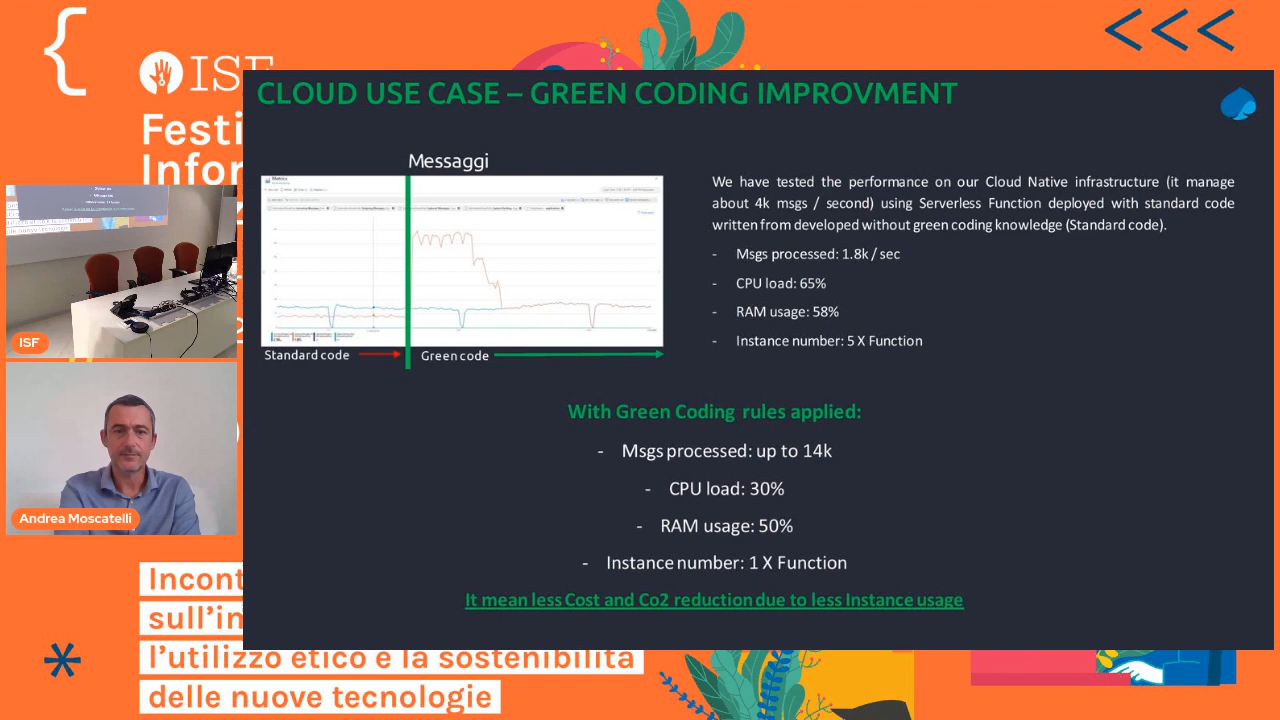 ISF
Festi
Infor
CLOUD USE CASE – GREEN CODING IMPROVMENT
Messaggi
Standard code
Green code
We have tested the performance on our Cloud Native infrastructure (it manage
about 4k msgs / second) using Serverless Function deployed with standard code
written from developed without green coding knowledge (Standard code).
- Msgs processed: 1.8k / sec
- CPU load: 65%
- RAM usage: 58%
- Instance number: 5 X Function
With Green Coding rules applied:
- Msgs processed: up to 14k
- CPU load: 30%
- RAM usage: 50%
- Instance number: 1 X Function
It mean less Cost and Co2 reduction due to less Instance usage
ISF
Andrea Moscatelli
Incont
sull'in
l'utilizzo etico e la sostenibilità
delle nuove tecnologie